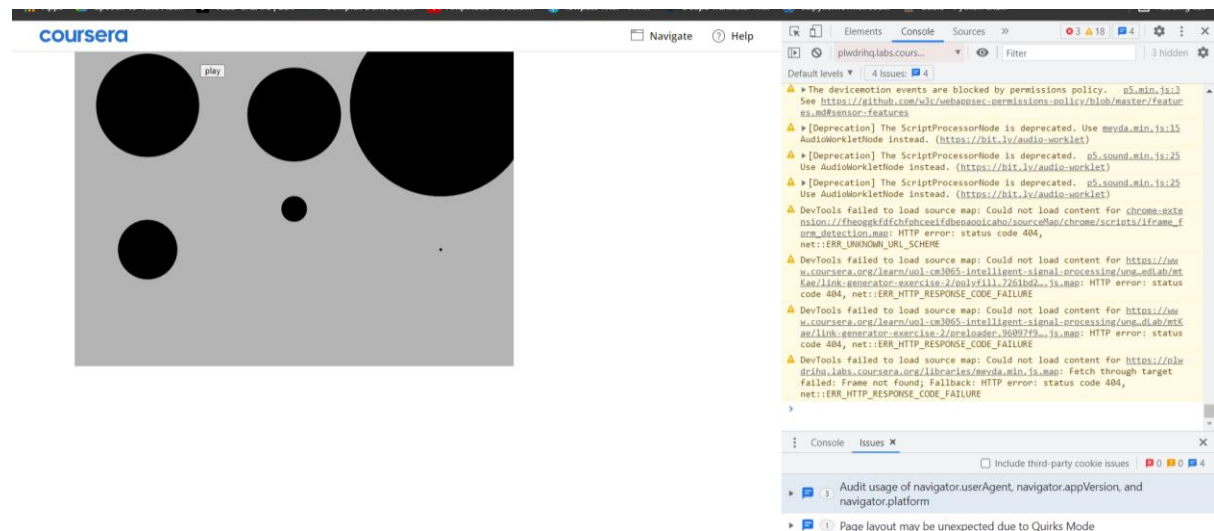 coursera
Navigate
Help
play
Elements Console Sources »
3 18 4
plwdrihq.labs.cours...
Filter
3 hidden
Default levels ▼ 4 Issues: 4
The devicemotion events are blocked by permissions policy. p5.min.js:3
See https://github.com/w3c/webappsec-permissions-policy/blob/master/featur
es.md#sensor-features
[Deprecation] The ScriptProcessorNode is deprecated. Use meyda.min.js:15
AudioWorkletNode instead. (https://bit.ly/audio-worklet)
[Deprecation] The ScriptProcessorNode is deprecated. p5.sound.min.js:25
Use AudioWorkletNode instead. (https://bit.ly/audio-worklet)
[Deprecation] The ScriptProcessorNode is deprecated. p5.sound.min.js:25
Use AudioWorkletNode instead. (https://bit.ly/audio-worklet)
DevTools failed to load source map: Could not load content for chrome-exte
nsion://fheoggkfdfchfphceeifdbepaooicaho/sourceMap/chrome/scripts/iframe_f
orm_detection.map: HTTP error: status code 404,
net::ERR_UNKNOWN_URL_SCHEME
DevTools failed to load source map: Could not load content for https://ww
w.coursera.org/learn/uol-cm3065-intelligent-signal-processing/ung…edLab/mt
Kae/link-generator-exercise-2/polyfill.7261bd2….js.map: HTTP error: status
code 404, net::ERR_HTTP_RESPONSE_CODE_FAILURE
DevTools failed to load source map: Could not load content for https://ww
w.coursera.org/learn/uol-cm3065-intelligent-signal-processing/ung…dLab/mtK
ae/link-generator-exercise-2/preloader.96097f9….js.map: HTTP error: status
code 404, net::ERR_HTTP_RESPONSE_CODE_FAILURE
DevTools failed to load source map: Could not load content for https://plw
drihq.labs.coursera.org/libraries/meyda.min.js.map: Fetch through target
failed: Frame not found; Fallback: HTTP error: status code 404,
net::ERR_HTTP_RESPONSE_CODE_FAILURE
Console Issues ×
Include third-party cookie issues 0 0 4
3 Audit usage of navigator.userAgent, navigator.appVersion, and
navigator.platform
1 Page layout may be unexpected due to Quirks Mode